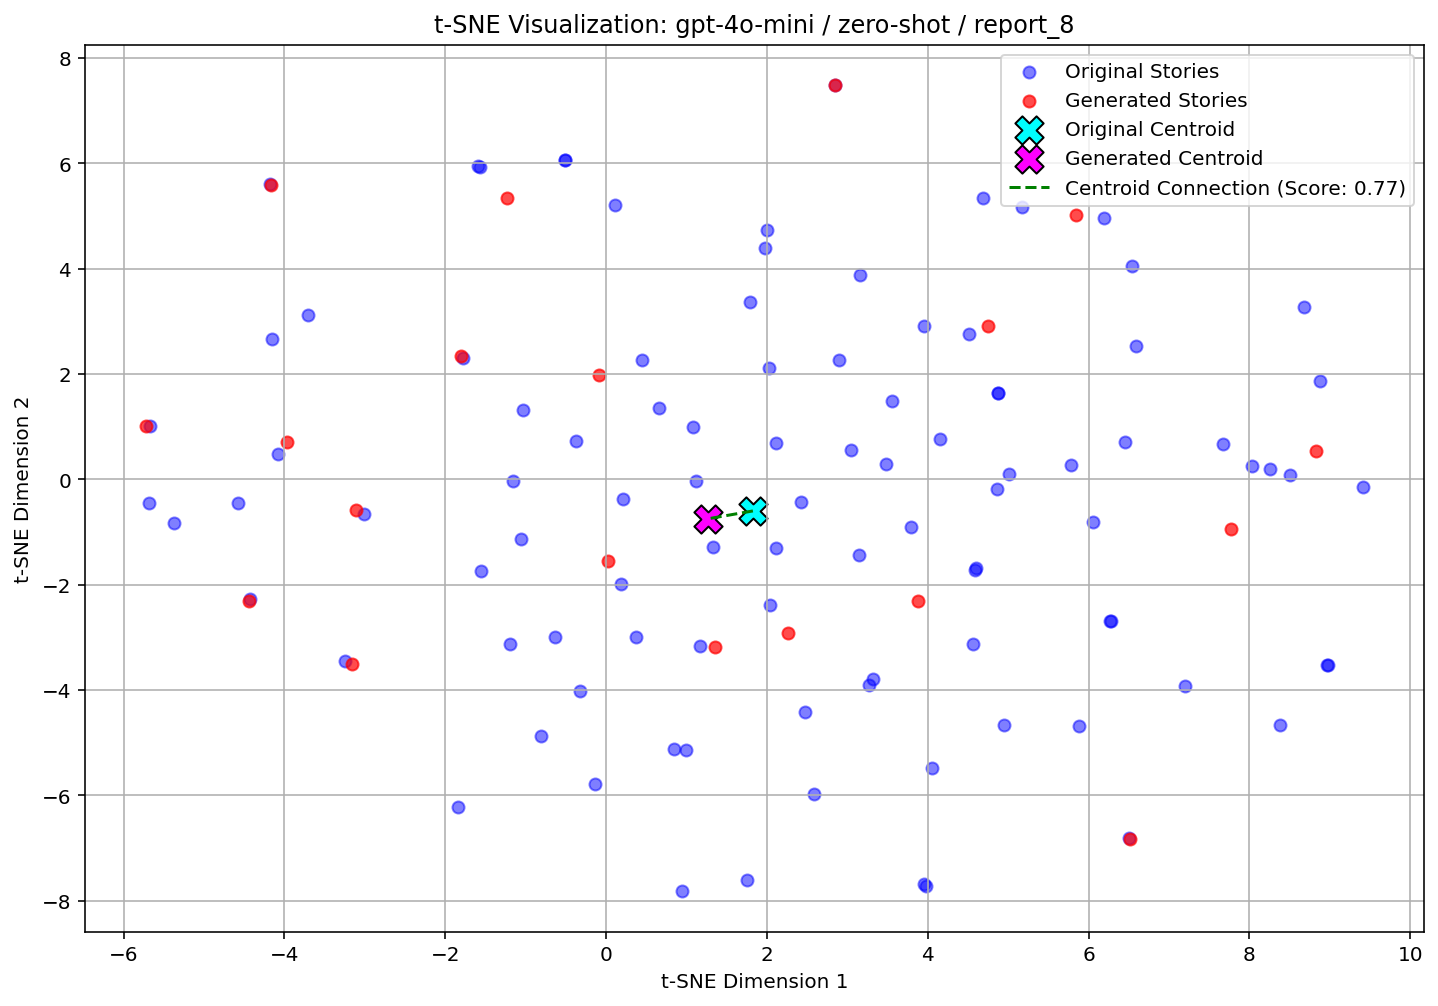 t-SNE Visualization: gpt-4o-mini / zero-shot / report_8
Original Stories
Generated Stories
Original Centroid
Generated Centroid
Centroid Connection (Score: 0.77)
8
6
4
2
0
−2
−4
−6
−8
t-SNE Dimension 2
−6
−4
−2
0
2
4
6
8
10
t-SNE Dimension 1